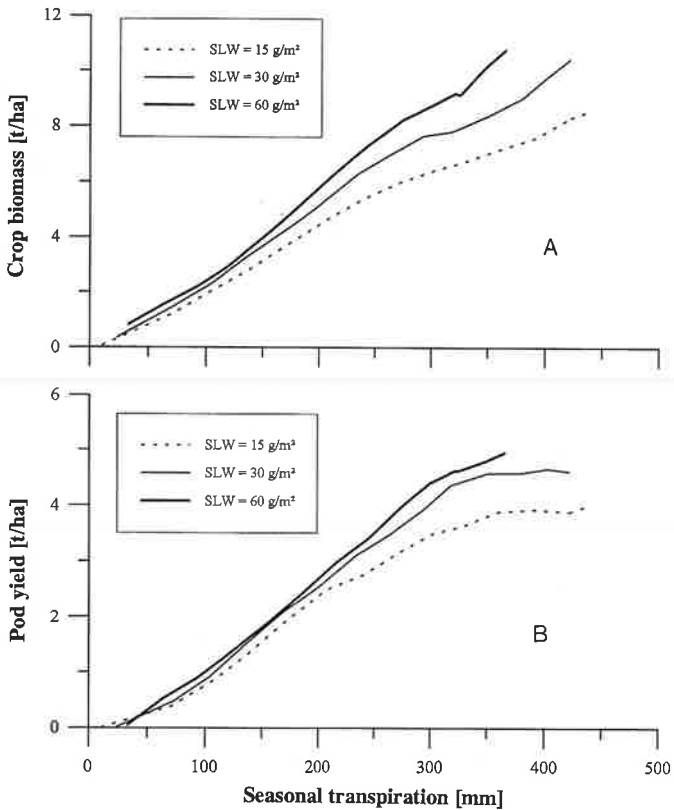 12
8
4
0
Crop biomass [t/ha]
SLW = 15 g/m²
SLW = 30 g/m²
SLW = 60 g/m²
A
6
4
2
0
Pod yield [t/ha]
SLW = 15 g/m²
SLW = 30 g/m²
SLW = 60 g/m²
B
0 100 200 300 400 500
Seasonal transpiration [mm]